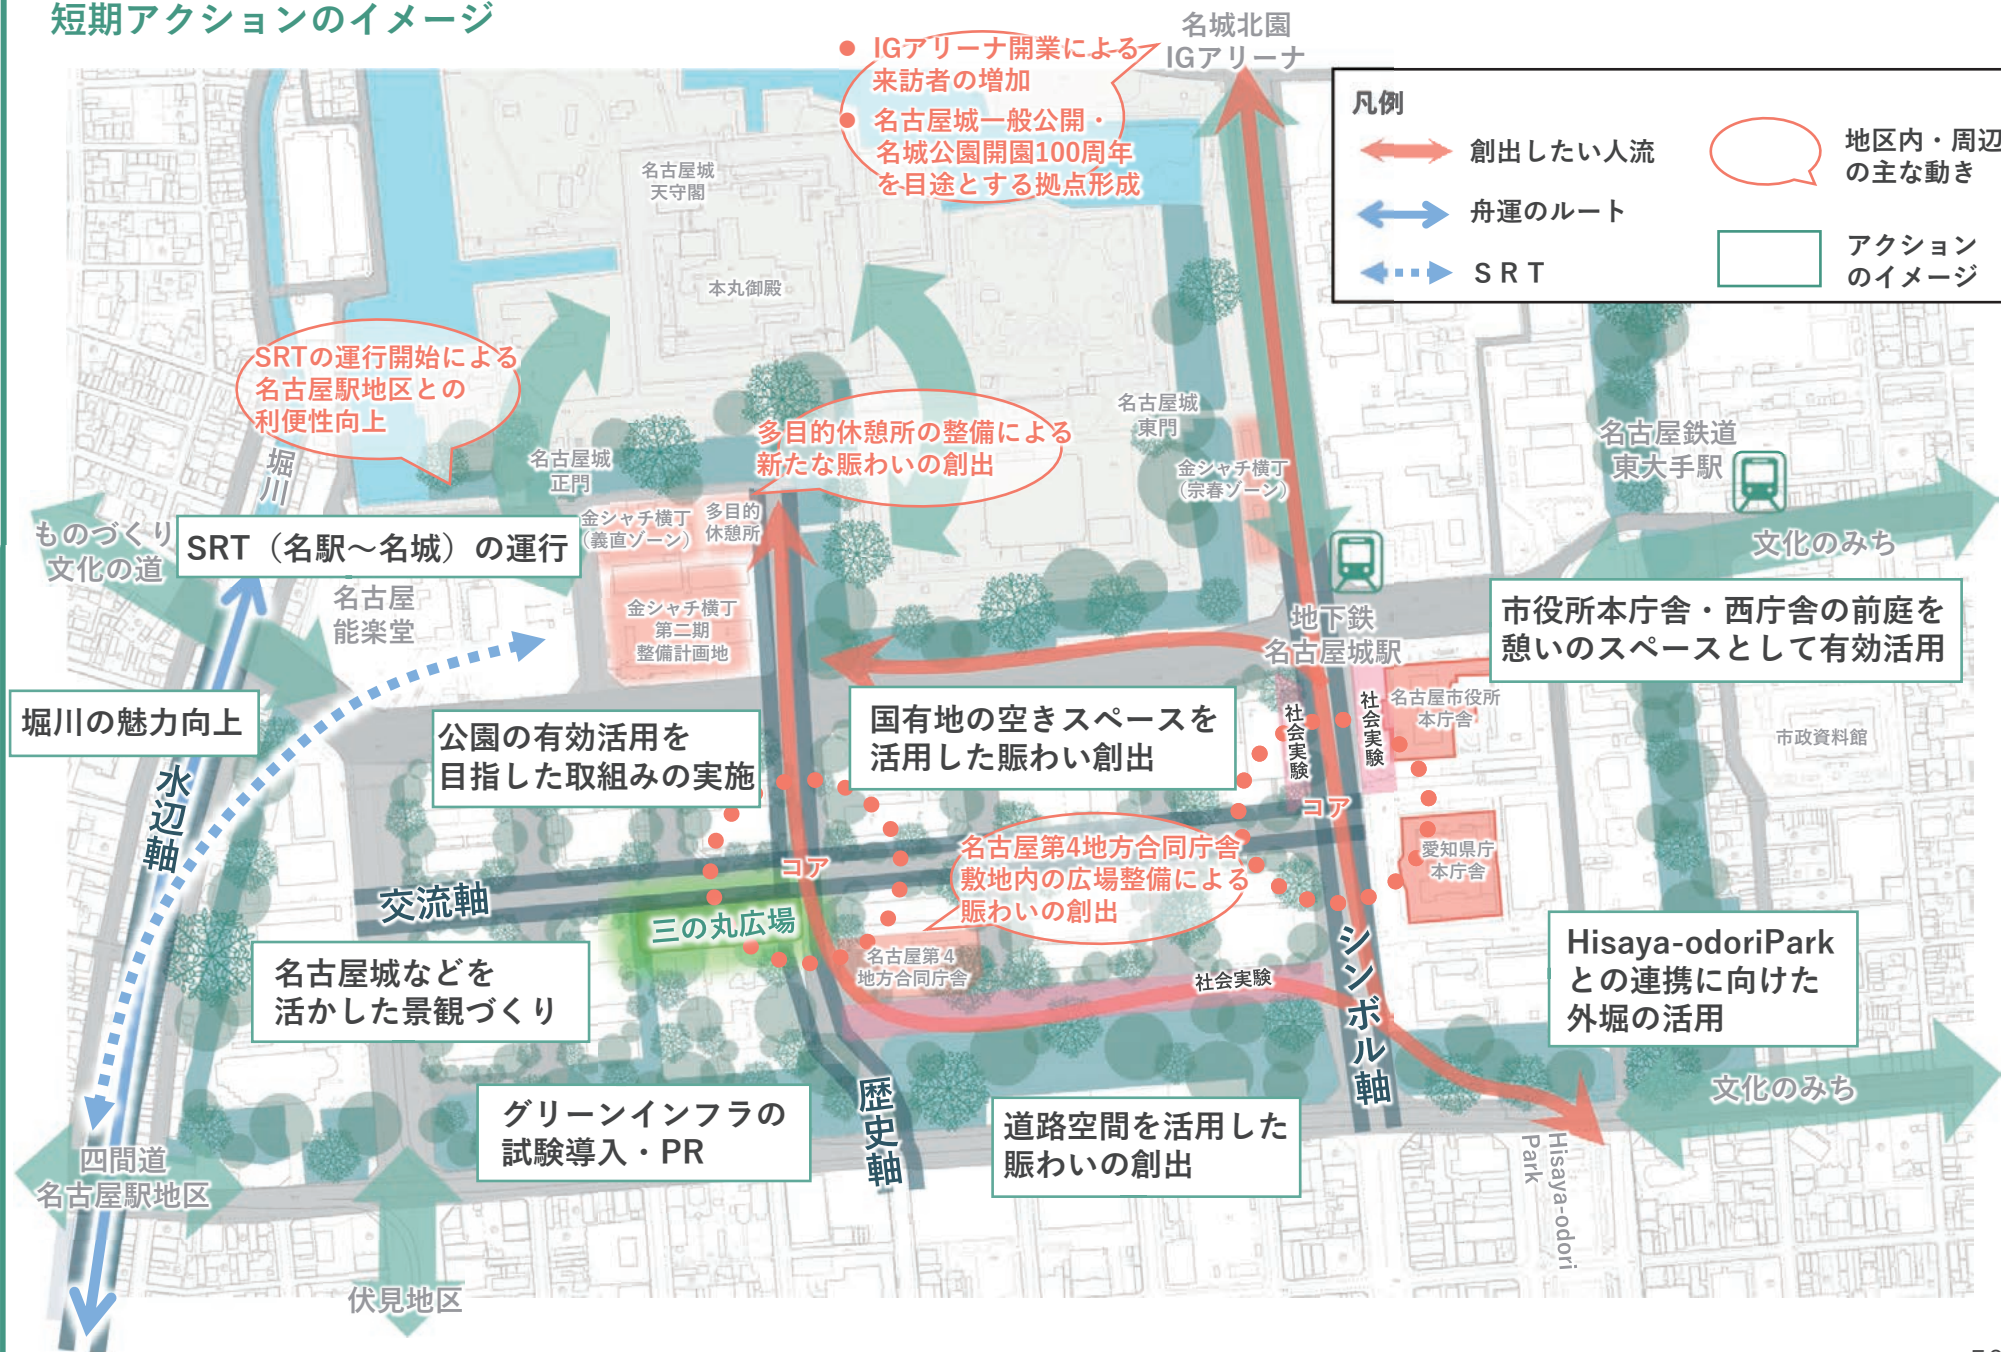 短期アクションのイメージ
名城北園
IGアリーナ
● IGアリーナ開業による
来訪者の増加
● 名古屋城一般公開・
名城公園開園100周年
を目途とする拠点形成
凡例
創出したい人流
舟運のルート
ＳＲＴ
地区内・周辺
の主な動き
アクション
のイメージ
名古屋城
天守閣
本丸御殿
SRTの運行開始による
名古屋駅地区との
利便性向上
堀川
名古屋城
正門
多目的休憩所の整備による
新たな賑わいの創出
名古屋城
東門
金シャチ横丁
（宗春ゾーン）
名古屋鉄道
東大手駅
ものづくり
文化の道
SRT（名駅～名城）の運行
金シャチ横丁
（義直ゾーン）
多目的
休憩所
文化のみち
名古屋
能楽堂
金シャチ横丁
第二期
整備計画地
地下鉄
名古屋城駅
市役所本庁舎・西庁舎の前庭を
憩いのスペースとして有効活用
堀川の魅力向上
公園の有効活用を
目指した取組みの実施
国有地の空きスペースを
活用した賑わい創出
社会実験
社会実験
名古屋市役所
本庁舎
市政資料館
水辺軸
コア
コア
名古屋第4地方合同庁舎
敷地内の広場整備による
賑わいの創出
愛知県庁
本庁舎
交流軸
三の丸広場
名古屋第４
地方合同庁舎
社会実験
シンボル軸
名古屋城などを
活かした景観づくり
Hisaya-odoriPark
との連携に向けた
外堀の活用
グリーンインフラの
試験導入・PR
歴史軸
道路空間を活用した
賑わいの創出
文化のみち
四間道
名古屋駅地区
Hisaya-odori
Park
伏見地区